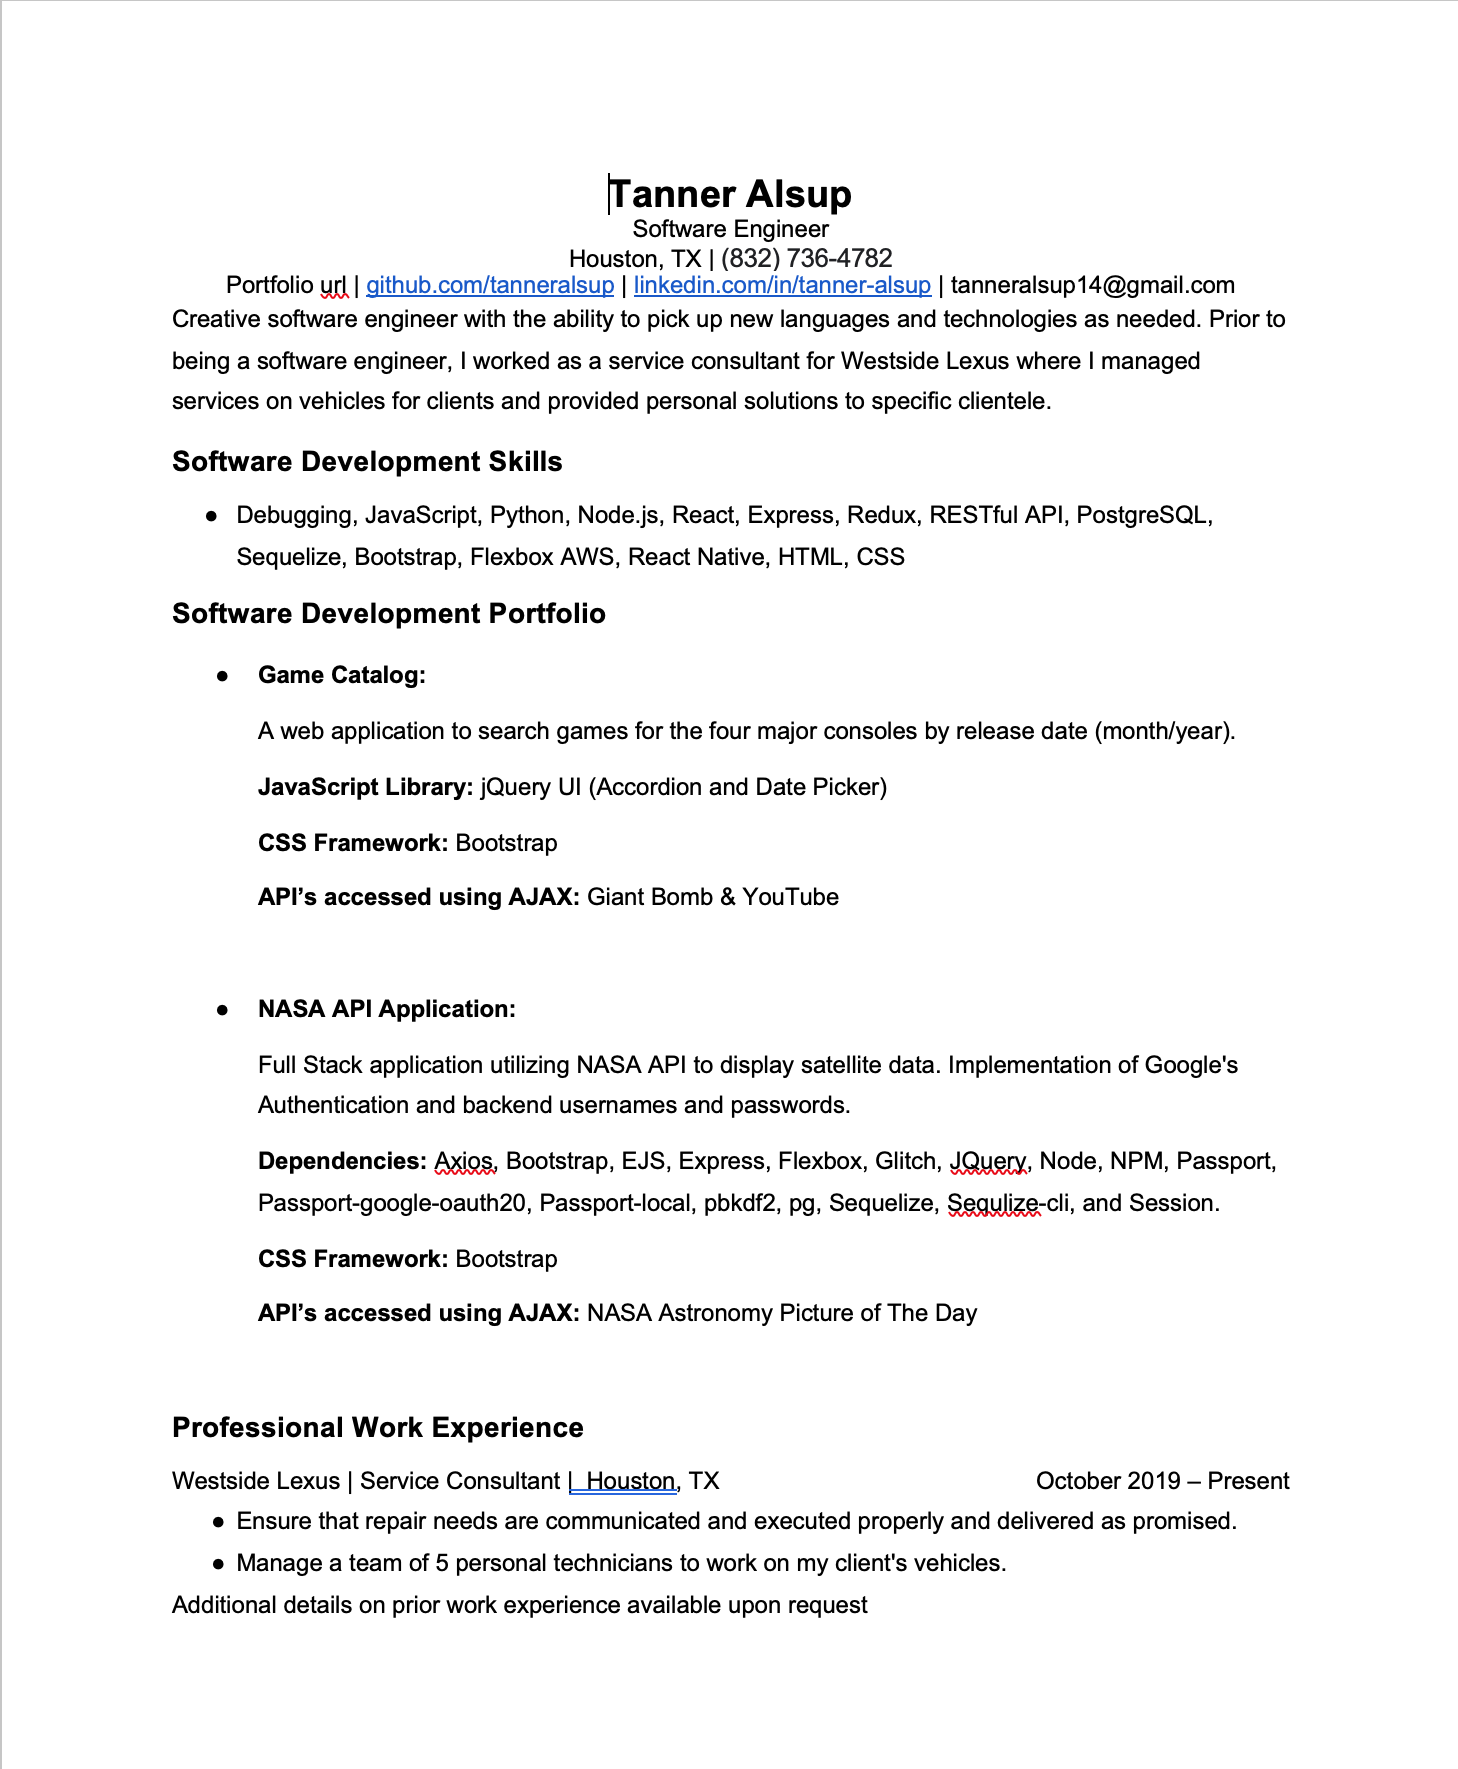 Tanner Alsup
Software Engineer
Houston, TX | (832) 736-4782
Portfolio url | github.com/tanneralsup | linkedin.com/in/tanner-alsup | tanneralsup14@gmail.com
Creative software engineer with the ability to pick up new languages and technologies as needed. Prior to
being a software engineer, I worked as a service consultant for Westside Lexus where I managed
services on vehicles for clients and provided personal solutions to specific clientele.
Software Development Skills
● Debugging, JavaScript, Python, Node.js, React, Express, Redux, RESTful API, PostgreSQL,
Sequelize, Bootstrap, Flexbox AWS, React Native, HTML, CSS
Software Development Portfolio
● Game Catalog:
A web application to search games for the four major consoles by release date (month/year).
JavaScript Library: jQuery UI (Accordion and Date Picker)
CSS Framework: Bootstrap
API’s accessed using AJAX: Giant Bomb & YouTube
● NASA API Application:
Full Stack application utilizing NASA API to display satellite data. Implementation of Google's
Authentication and backend usernames and passwords.
Dependencies: Axios, Bootstrap, EJS, Express, Flexbox, Glitch, JQuery, Node, NPM, Passport,
Passport-google-oauth20, Passport-local, pbkdf2, pg, Sequelize, Sequlize-cli, and Session.
CSS Framework: Bootstrap
API’s accessed using AJAX: NASA Astronomy Picture of The Day
Professional Work Experience
Westside Lexus | Service Consultant |  Houston, TX October 2019 – Present
● Ensure that repair needs are communicated and executed properly and delivered as promised.
● Manage a team of 5 personal technicians to work on my client's vehicles.
Additional details on prior work experience available upon request